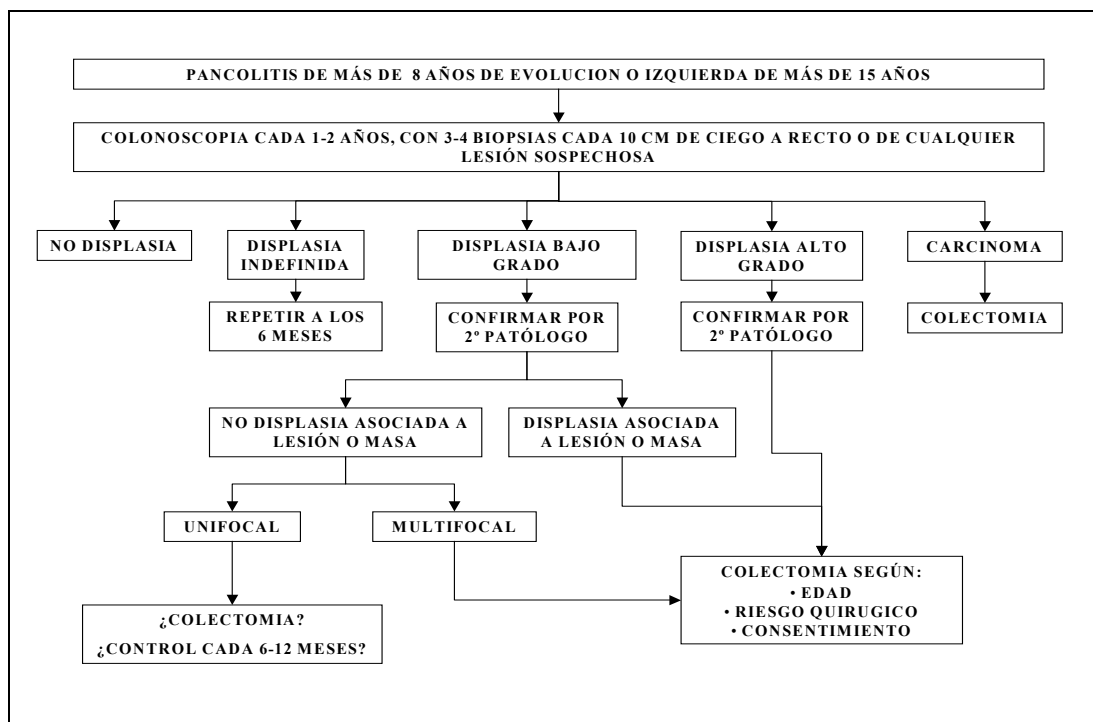 PANCOLITIS DE MÁS DE 8 AÑOS DE EVOLUCION O IZQUIERDA DE MÁS DE 15 AÑOS
COLONOSCOPIA CADA 1-2 AÑOS, CON 3-4 BIOPSIAS CADA 10 CM DE CIEGO A RECTO O DE CUALQUIER
LESIÓN SOSPECHOSA
NO DISPLASIA
DISPLASIA
INDEFINIDA
DISPLASIA BAJO
GRADO
DISPLASIA ALTO
GRADO
CARCINOMA
REPETIR A LOS
6 MESES
CONFIRMAR POR
2º PATÓLOGO
CONFIRMAR POR
2º PATÓLOGO
COLECTOMIA
NO DISPLASIA ASOCIADA A
LESIÓN O MASA
DISPLASIA ASOCIADA
A LESIÓN O MASA
UNIFOCAL
MULTIFOCAL
¿COLECTOMIA?
¿CONTROL CADA 6-12 MESES?
COLECTOMIA SEGÚN:
• EDAD
• RIESGO QUIRUGICO
• CONSENTIMIENTO